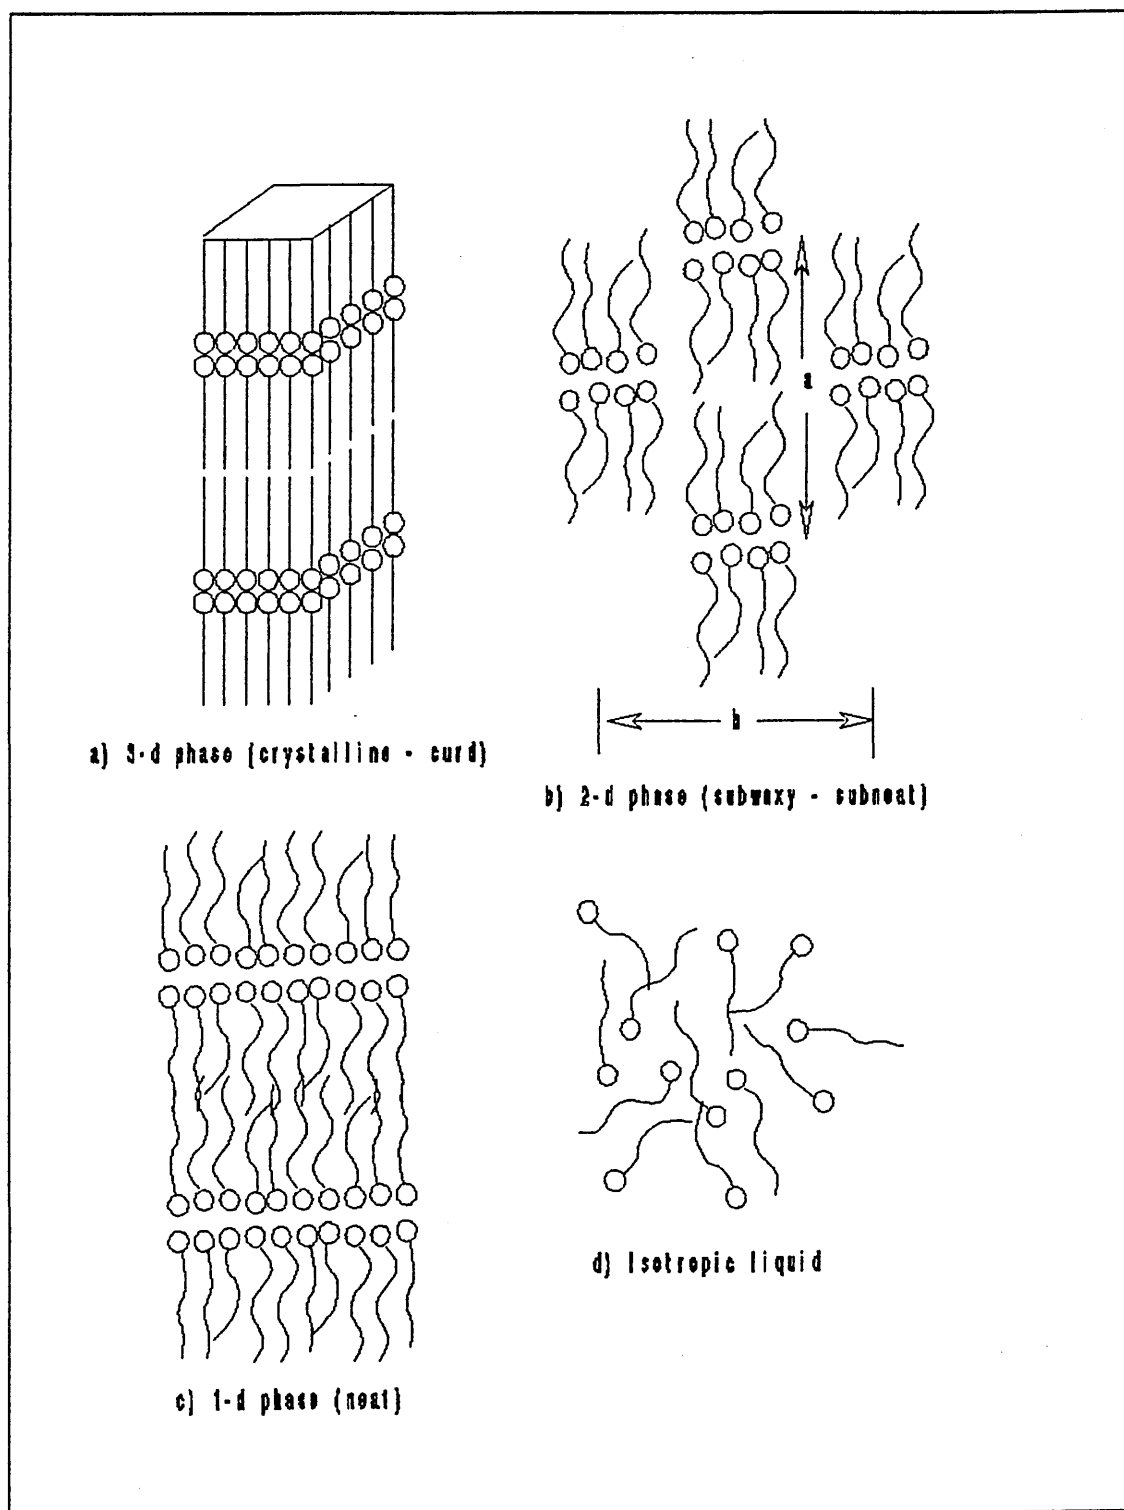 a
b
a) 3-d phase (crystalline - curd)
b) 2-d phase (subwaxy - subneat)
c) 1-d phase (neat)
d) Isotropic liquid